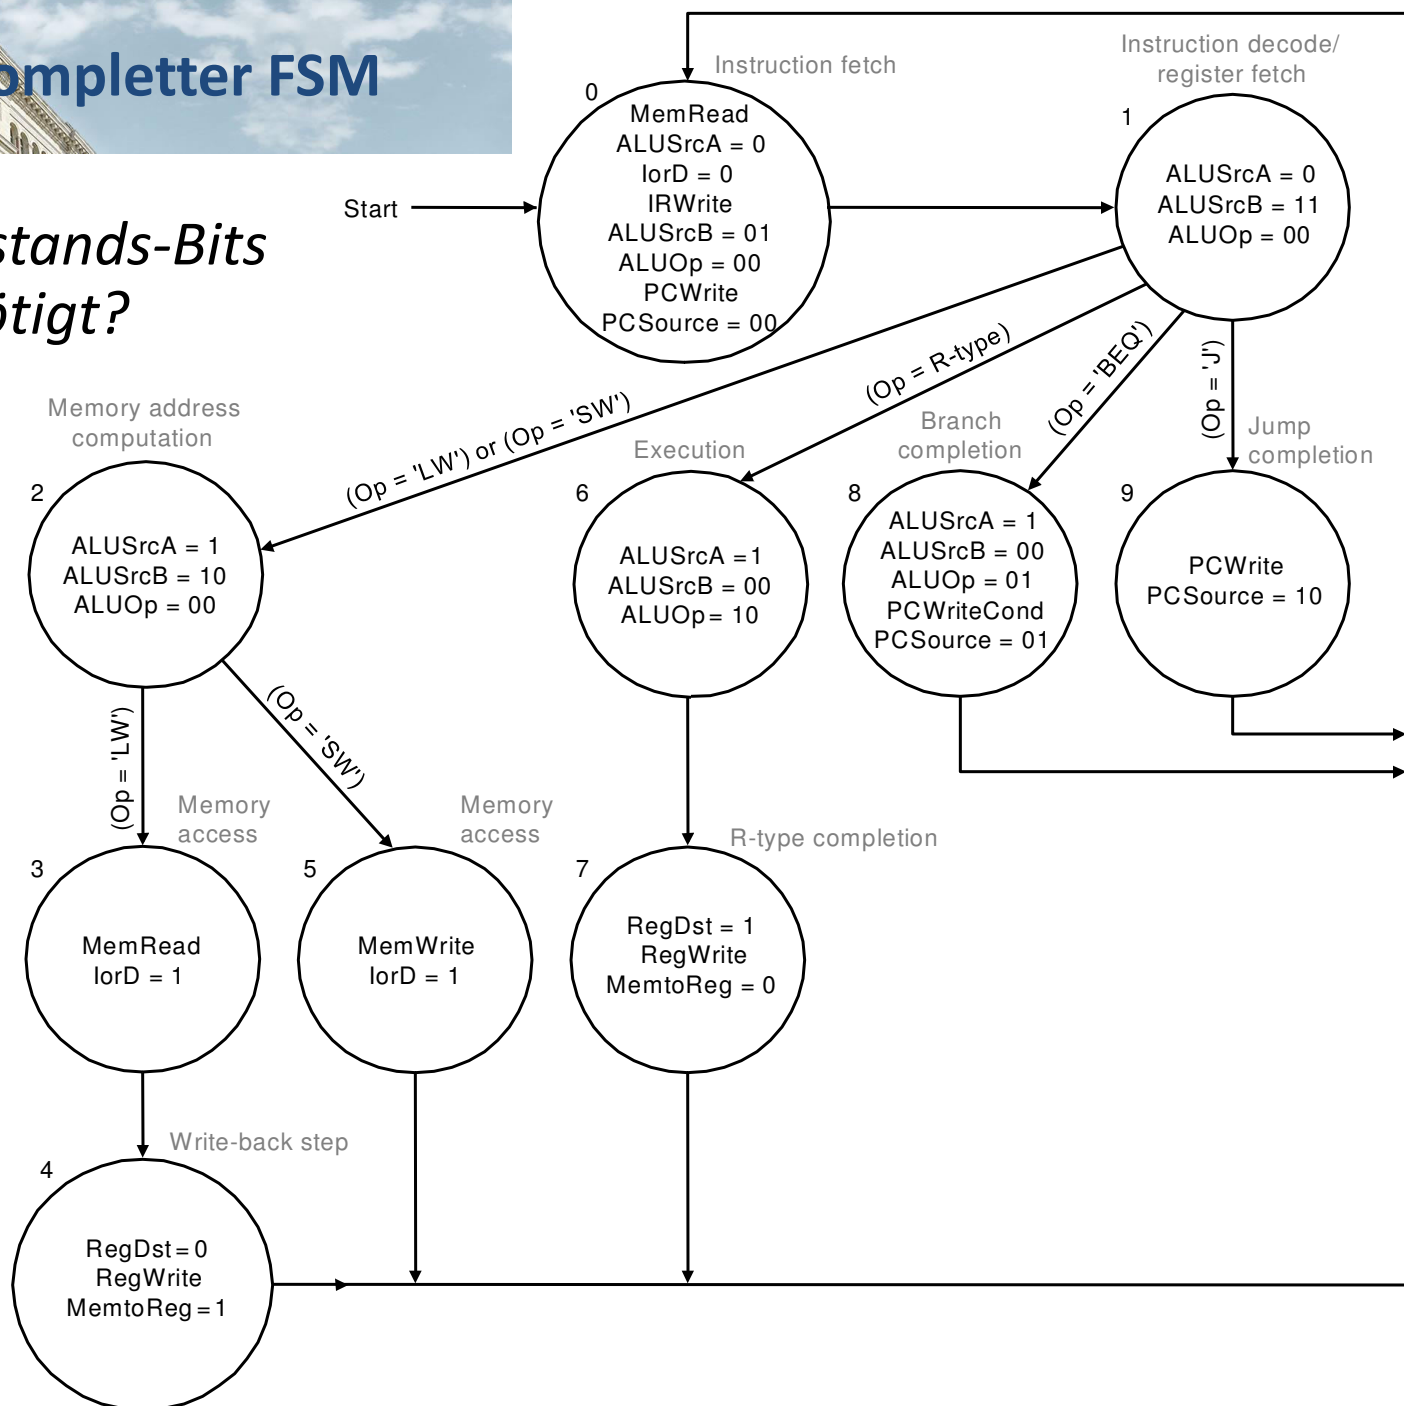 ompletter FSM
stands-Bits
ötigt?
Start
Instruction fetch
0
MemRead
ALUSrcA = 0
IorD = 0
IRWrite
ALUSrcB = 01
ALUOp = 00
PCWrite
PCSource = 00
Instruction decode/
register fetch
1
ALUSrcA = 0
ALUSrcB = 11
ALUOp = 00
(Op = 'LW') or (Op = 'SW')
(Op = R-type)
(Op = 'BEQ')
(Op = 'J')
Memory address
computation
2
ALUSrcA = 1
ALUSrcB = 10
ALUOp = 00
Execution
6
ALUSrcA =1
ALUSrcB = 00
ALUOp= 10
Branch
completion
8
ALUSrcA = 1
ALUSrcB = 00
ALUOp = 01
PCWriteCond
PCSource = 01
Jump
completion
9
PCWrite
PCSource = 10
(Op = 'LW')
(Op = 'SW')
Memory
access
3
MemRead
IorD = 1
Memory
access
5
MemWrite
IorD = 1
R-type completion
7
RegDst = 1
RegWrite
MemtoReg = 0
Write-back step
4
RegDst=0
RegWrite
MemtoReg=1